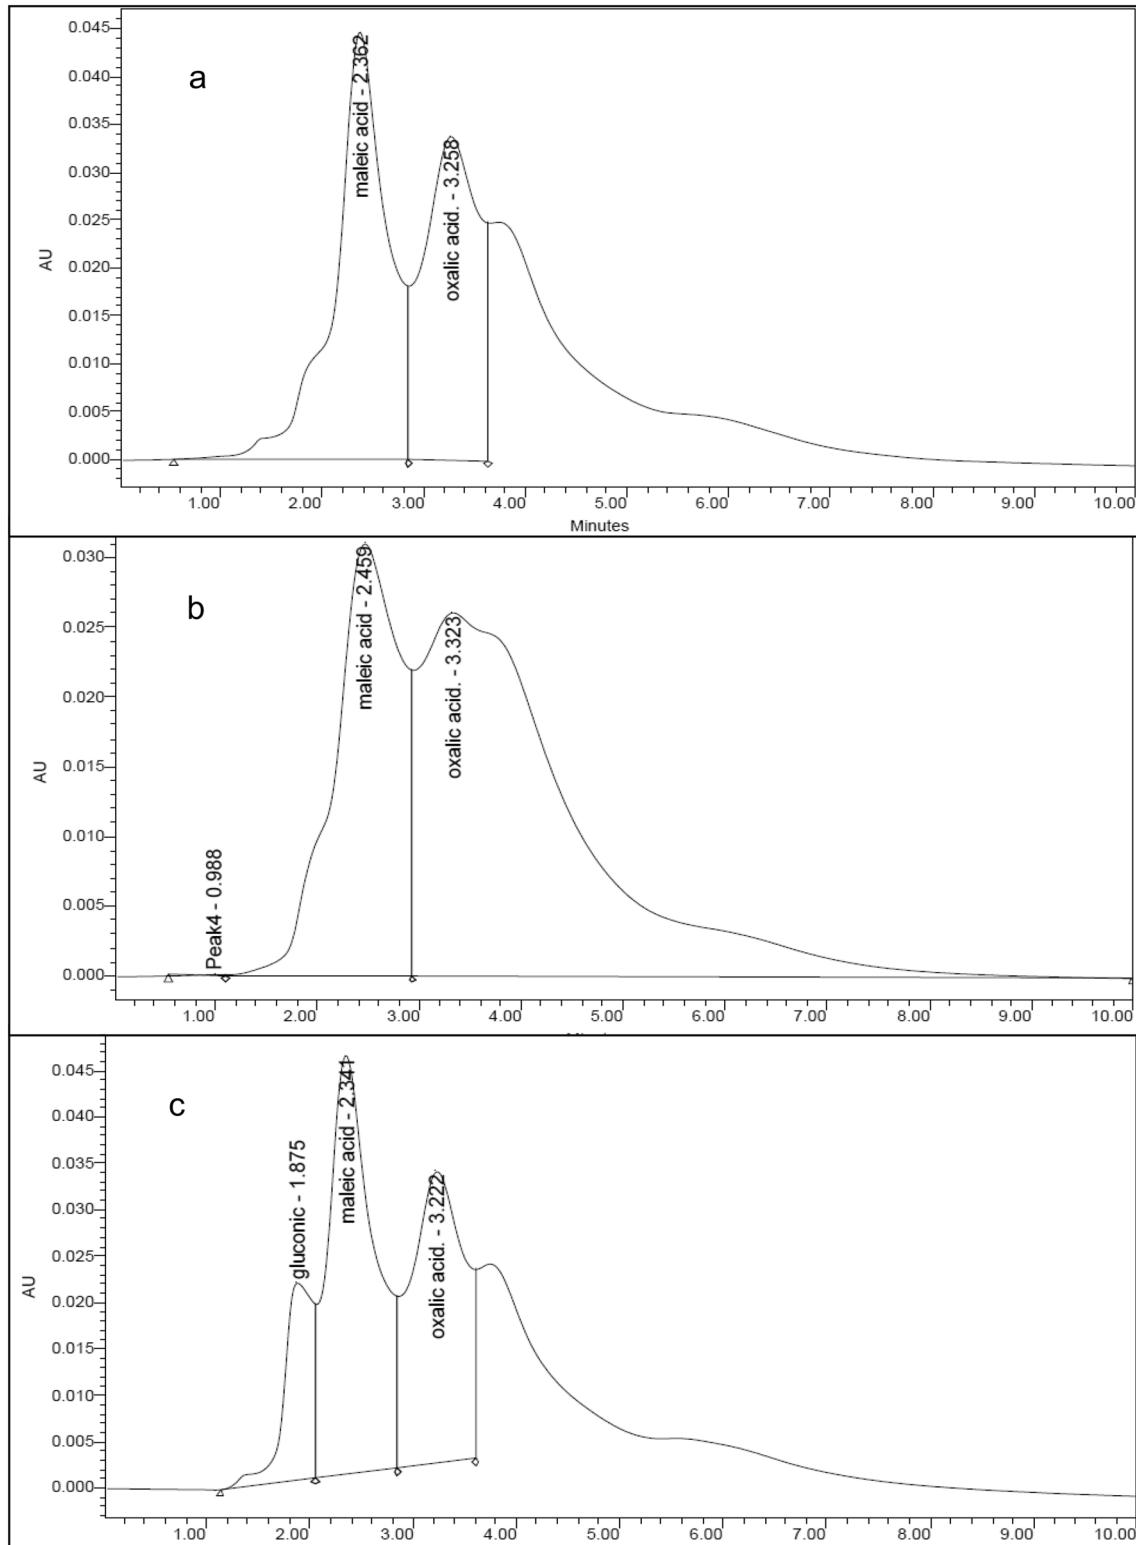 a
0.045
0.040
0.035
0.030
0.025
0.020
0.015
0.010
0.005
0.000
AU
maleic acid - 2.362
oxalic acid. - 3.258
1.00 2.00 3.00 4.00 5.00 6.00 7.00 8.00 9.00 10.00
Minutes
b
0.030
0.025
0.020
0.015
0.010
0.005
0.000
AU
Peak4 - 0.988
maleic acid - 2.459
oxalic acid. - 3.323
1.00 2.00 3.00 4.00 5.00 6.00 7.00 8.00 9.00 10.00
c
0.045
0.040
0.035
0.030
0.025
0.020
0.015
0.010
0.005
0.000
AU
gluconic - 1.875
maleic acid - 2.341
oxalic acid. - 3.222
1.00 2.00 3.00 4.00 5.00 6.00 7.00 8.00 9.00 10.00